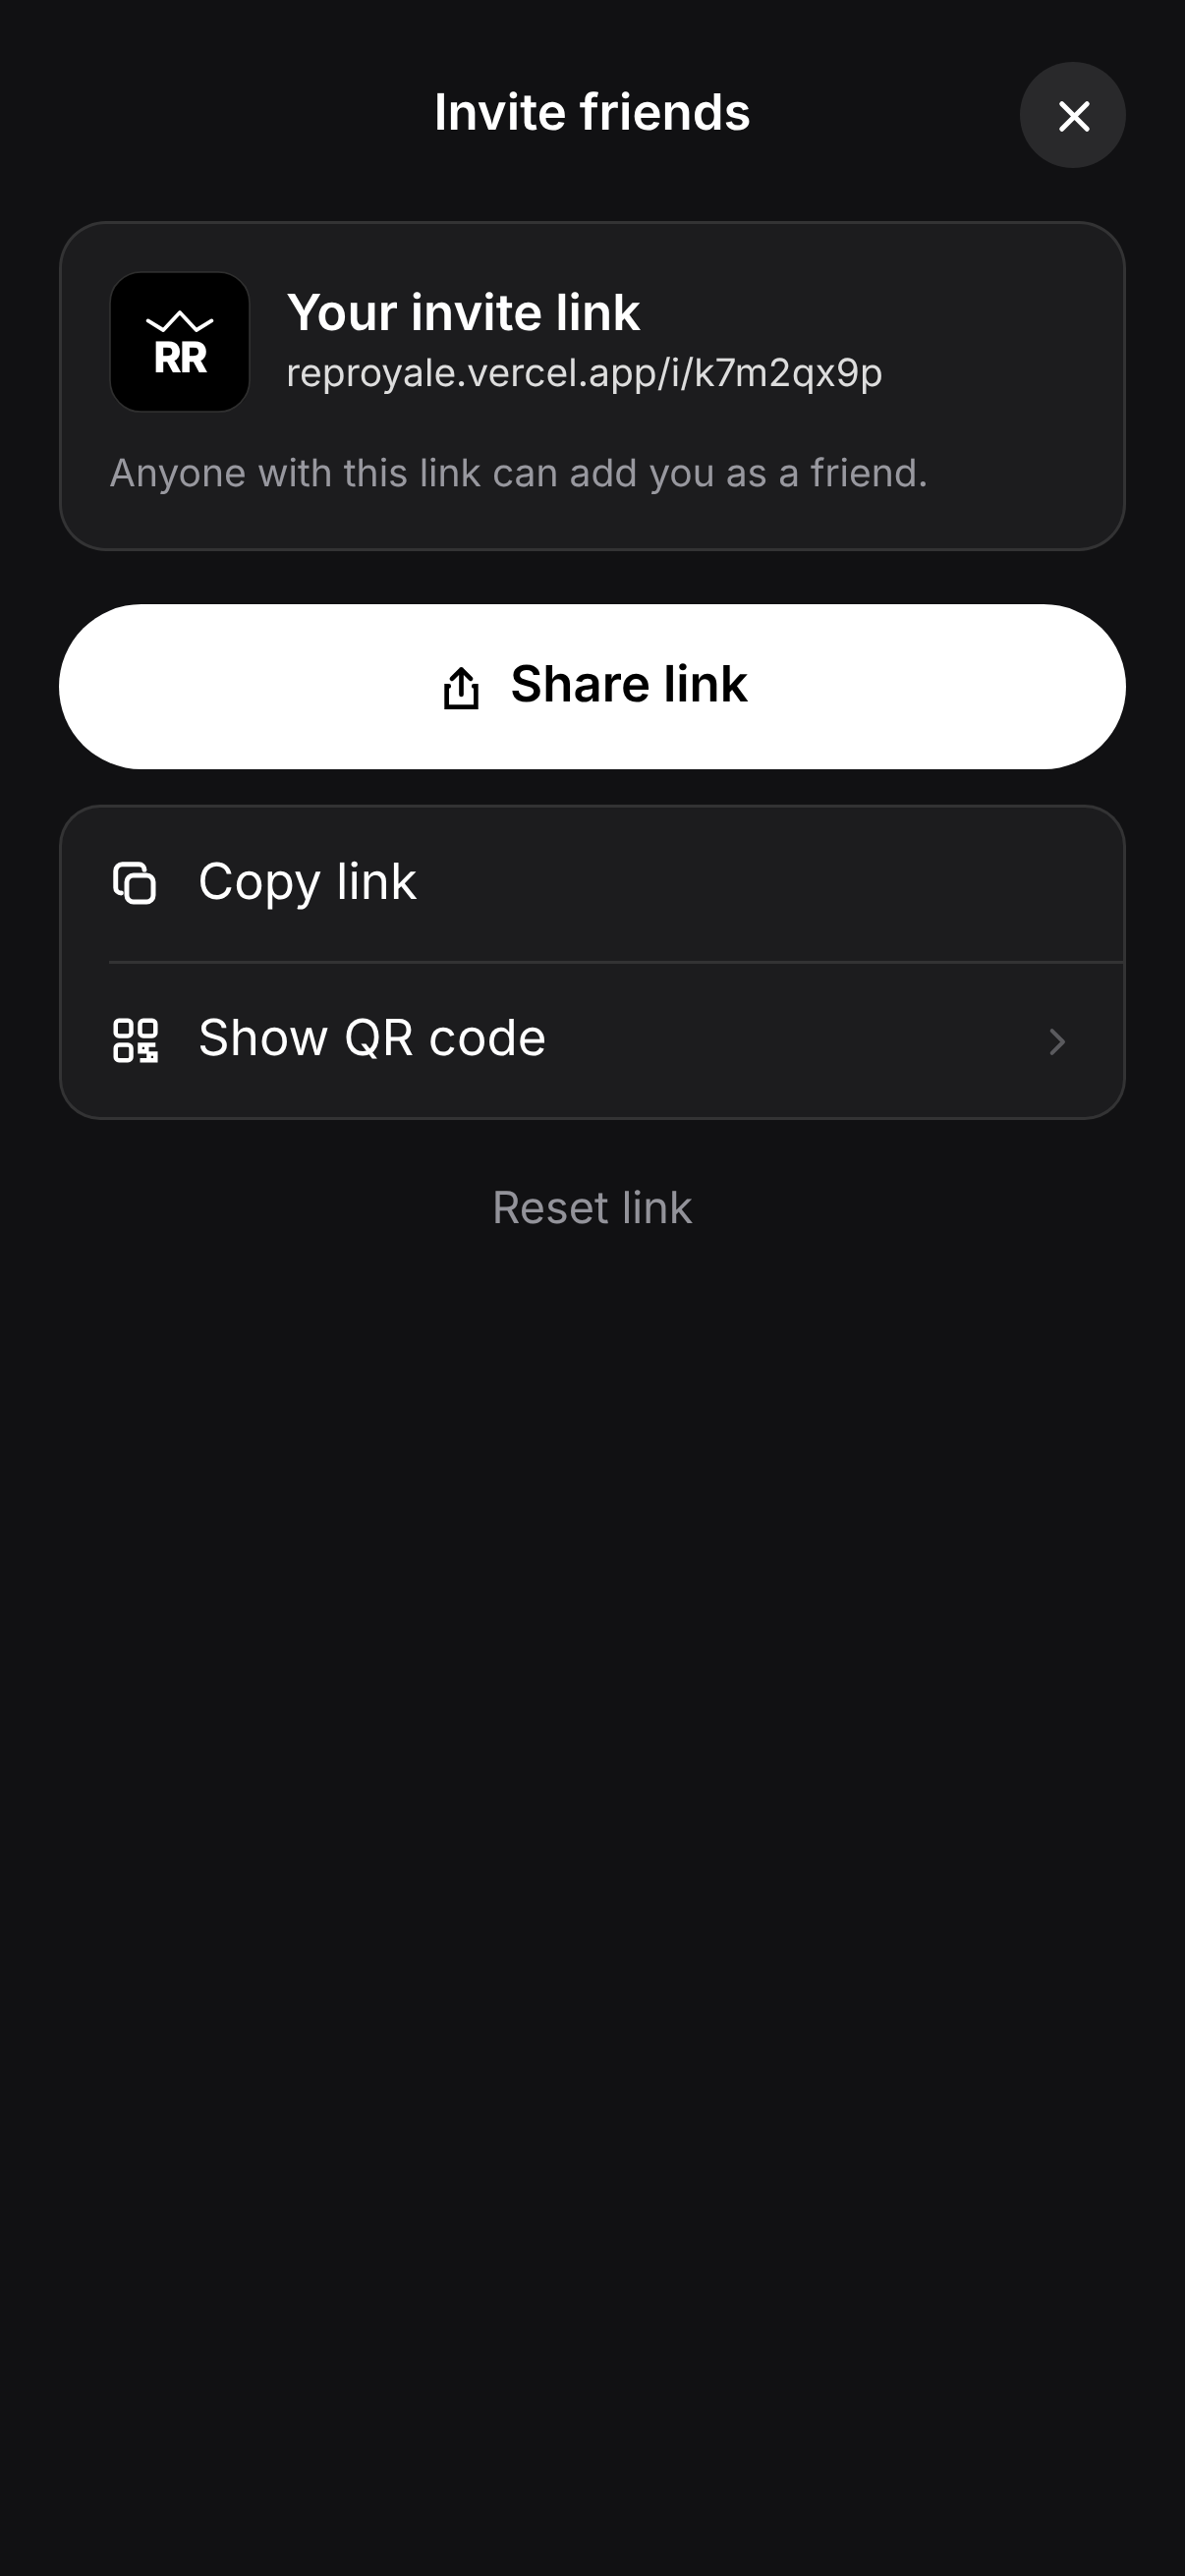 Invite friends
RR
Your invite link
reproyale.vercel.app/i/k7m2qx9p
Anyone with this link can add you as a friend.
Share link
Copy link
Show QR code
Reset link